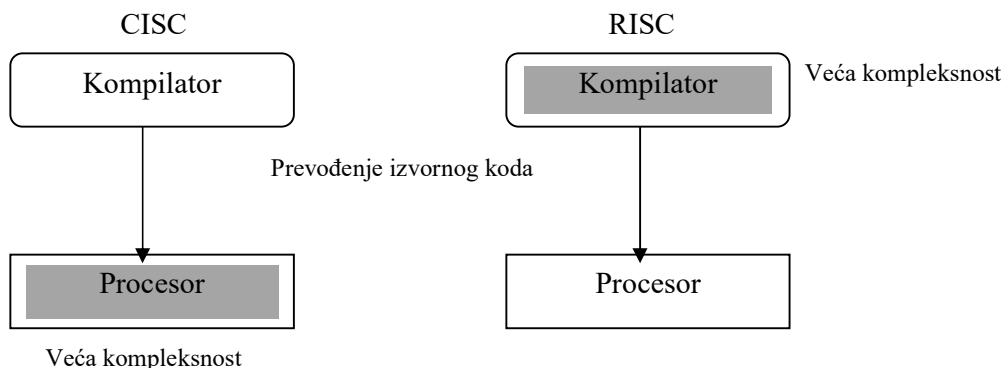 CISC
RISC
Kompilator
Kompilator
Veća kompleksnost
Prevođenje izvornog koda
Procesor
Procesor
Veća kompleksnost